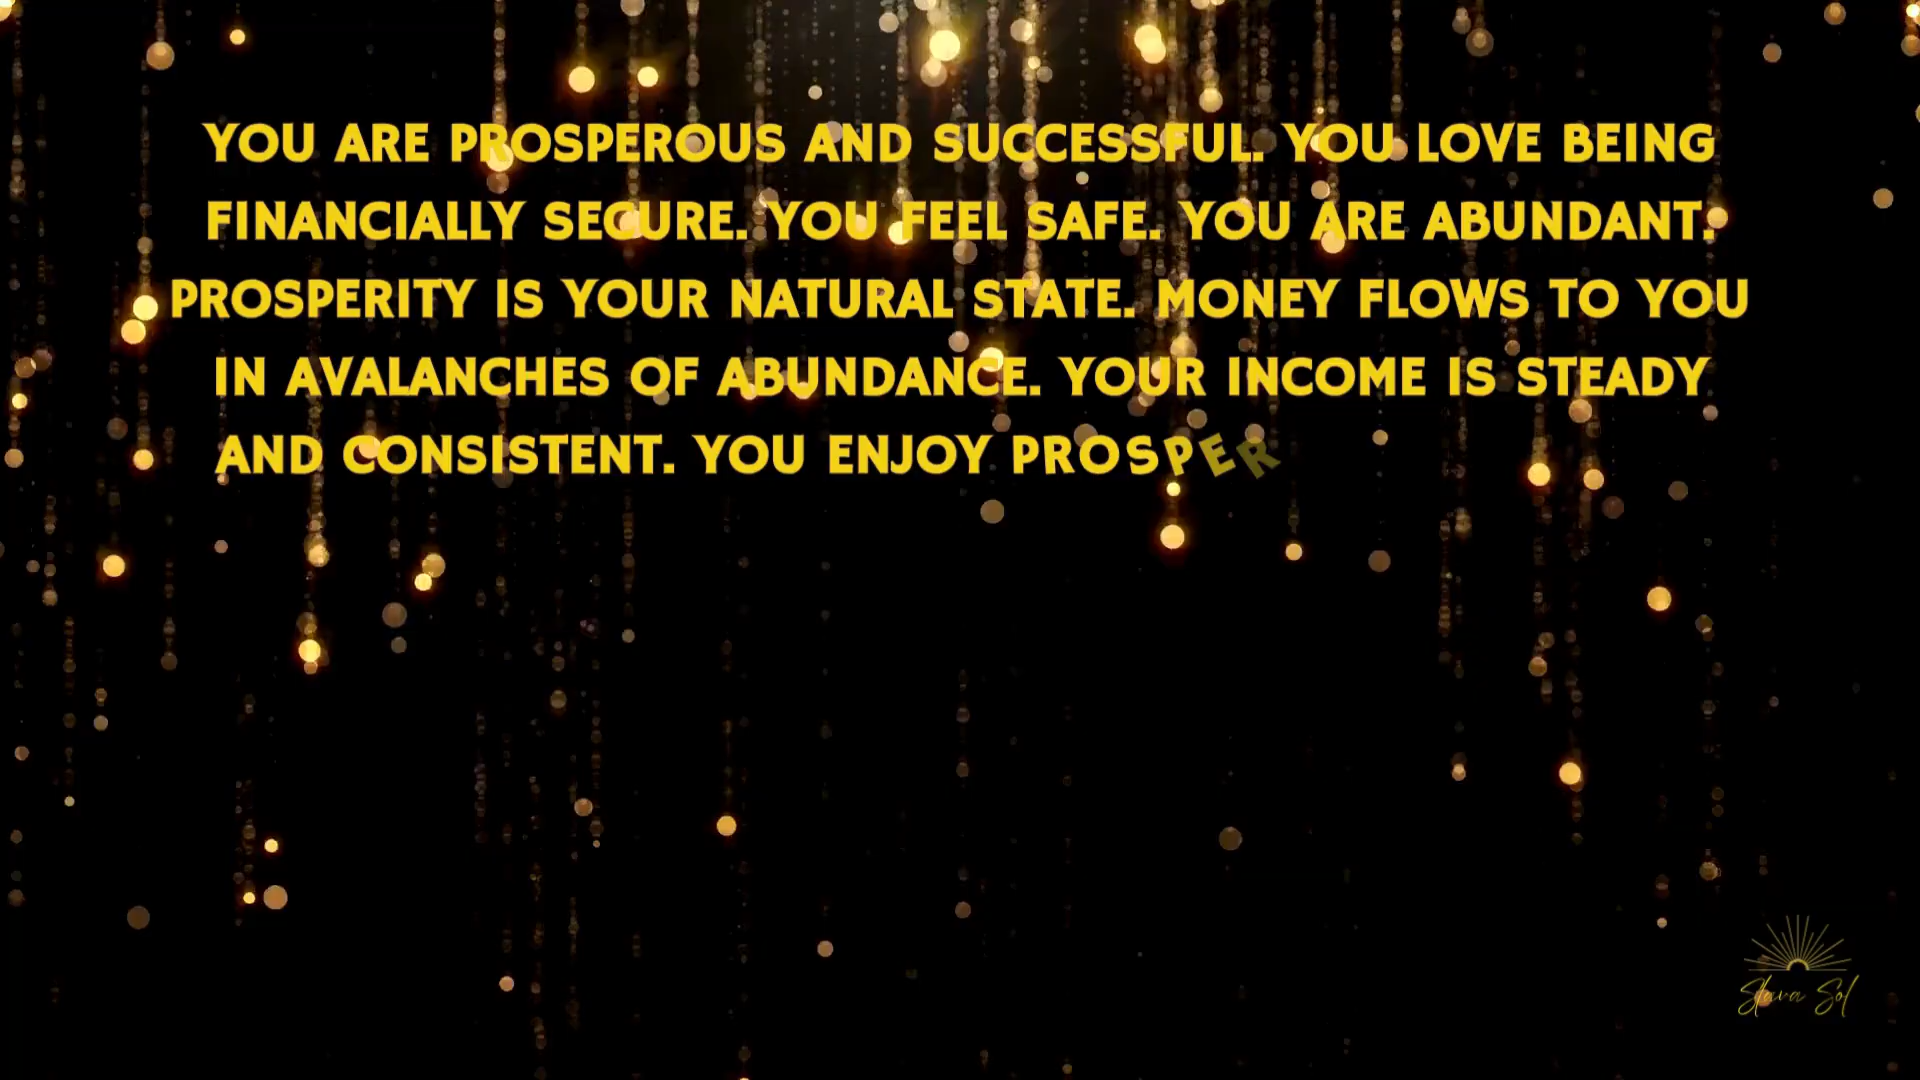 YOU ARE PROSPEROUS AND SUCCESSFUL. YOU LOVE BEING
FINANCIALLY SECURE. YOU FEEL SAFE. YOU ARE ABUNDANT.
PROSPERITY IS YOUR NATURAL STATE. MONEY FLOWS TO YOU
IN AVALANCHES OF ABUNDANCE. YOUR INCOME IS STEADY
AND CONSISTENT. YOU ENJOY PROSPER
Slava Sol